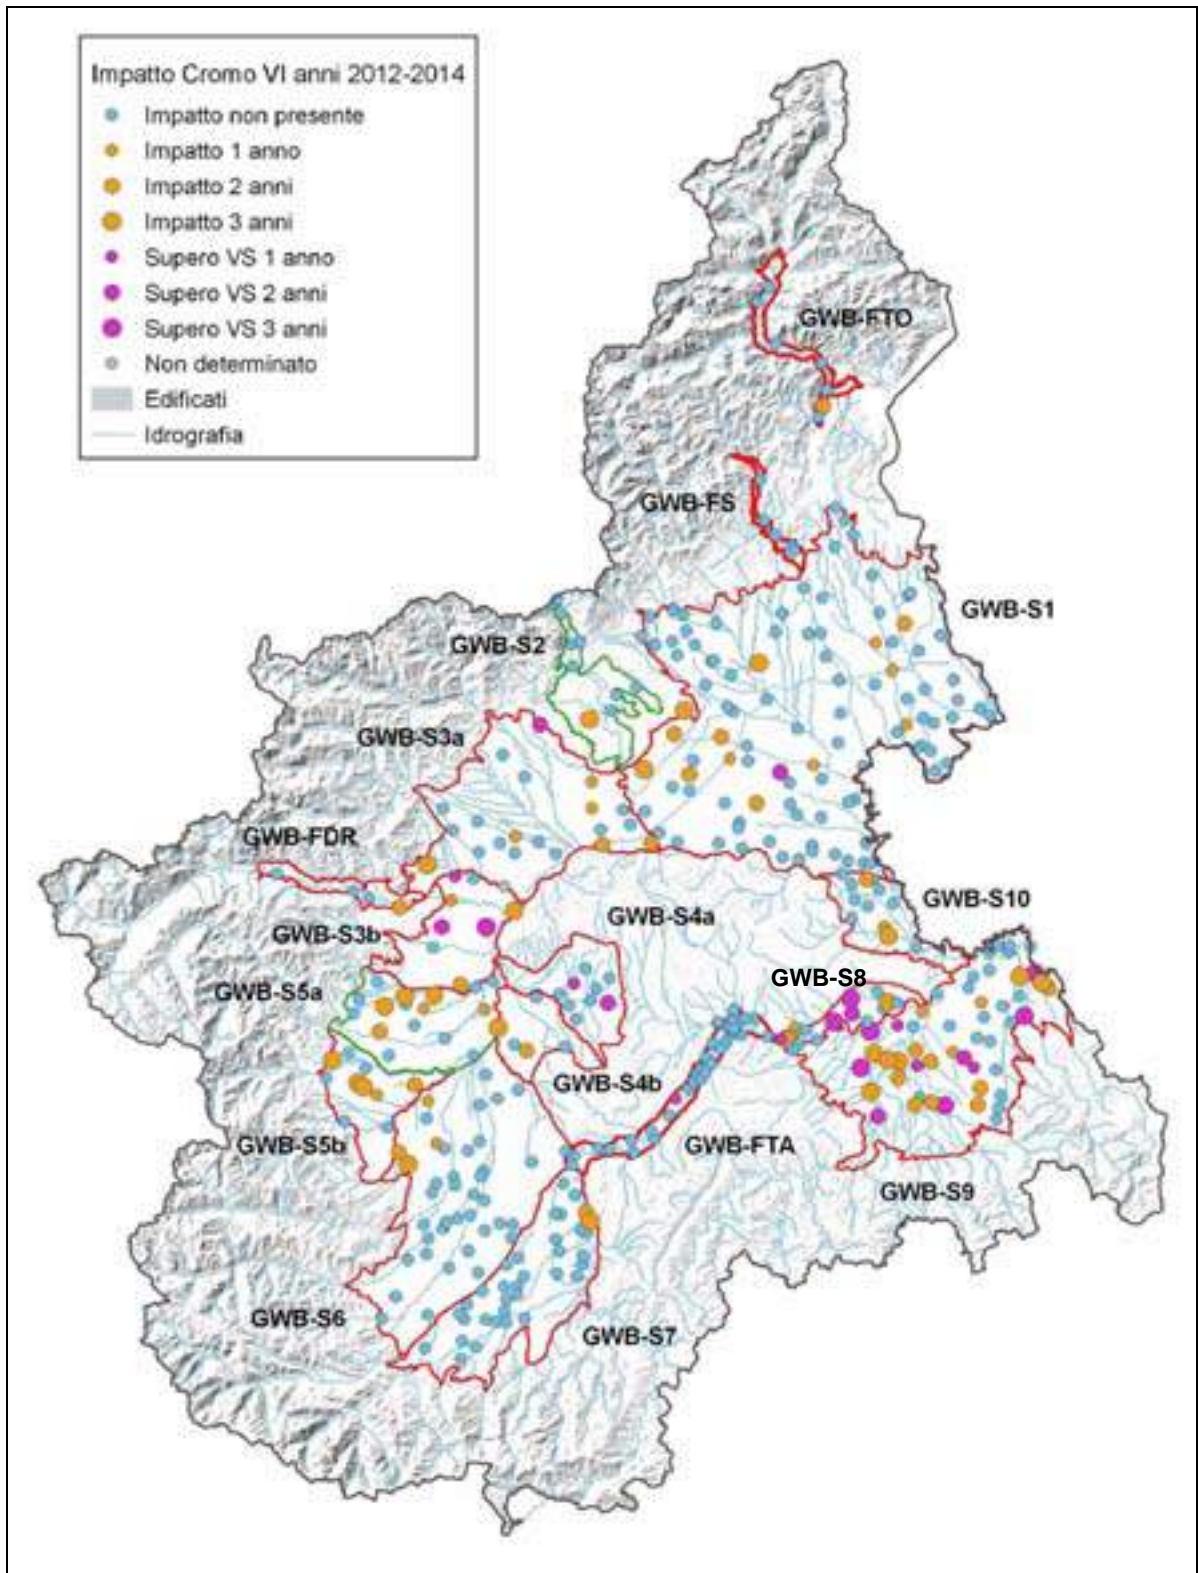 Impatto Cromo VI anni 2012-2014
Impatto non presente
Impatto 1 anno
Impatto 2 anni
Impatto 3 anni
Supero VS 1 anno
Supero VS 2 anni
Supero VS 3 anni
Non determinato
Edificati
Idrografia
GWB-FTO
GWB-FS
GWB-S1
GWB-S2
GWB-S3a
GWB-FDR
GWB-S10
GWB-S4a
GWB-S3b
GWB-S8
GWB-S5a
GWB-S4b
GWB-S5b
GWB-FTA
GWB-S9
GWB-S6
GWB-S7